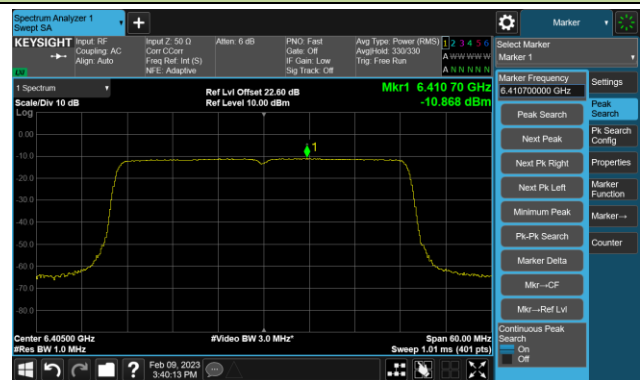 Spectrum Analyzer 1
Swept SA
Marker
KEYSIGHT
Input: RF
Coupling: AC
Align: Auto
Input Z: 50 Ω
Corr CCorr
Freq Ref: Int (S)
NFE: Adaptive
Atten: 6 dB
PNO: Fast
Gate: Off
IF Gain: Low
Sig Track: Off
Avg Type: Power (RMS)
Avg|Hold: 330/330
Trig: Free Run
1 2 3 4 5 6
A W W W W W
A N N N N N
Select Marker
Marker 1
1 Spectrum
Scale/Div 10 dB
Log
Ref Lvl Offset 22.60 dB
Ref Level 10.00 dBm
Mkr1 6.410 70 GHz
-10.868 dBm
0.00
-10.0
-20.0
-30.0
-40.0
-50.0
-60.0
-70.0
-80.0
1
Center 6.40500 GHz
#Res BW 1.0 MHz
#Video BW 3.0 MHz*
Span 60.00 MHz
Sweep 1.01 ms (401 pts)
Marker Frequency
6.410700000 GHz
Peak Search
Next Peak
Next Pk Right
Next Pk Left
Minimum Peak
Pk-Pk Search
Marker Delta
Mkr→CF
Mkr→Ref Lvl
Continuous Peak
Search
On
Off
Settings
Peak
Search
Pk Search
Config
Properties
Marker
Function
Marker→
Counter
Feb 09, 2023
3:40:13 PM